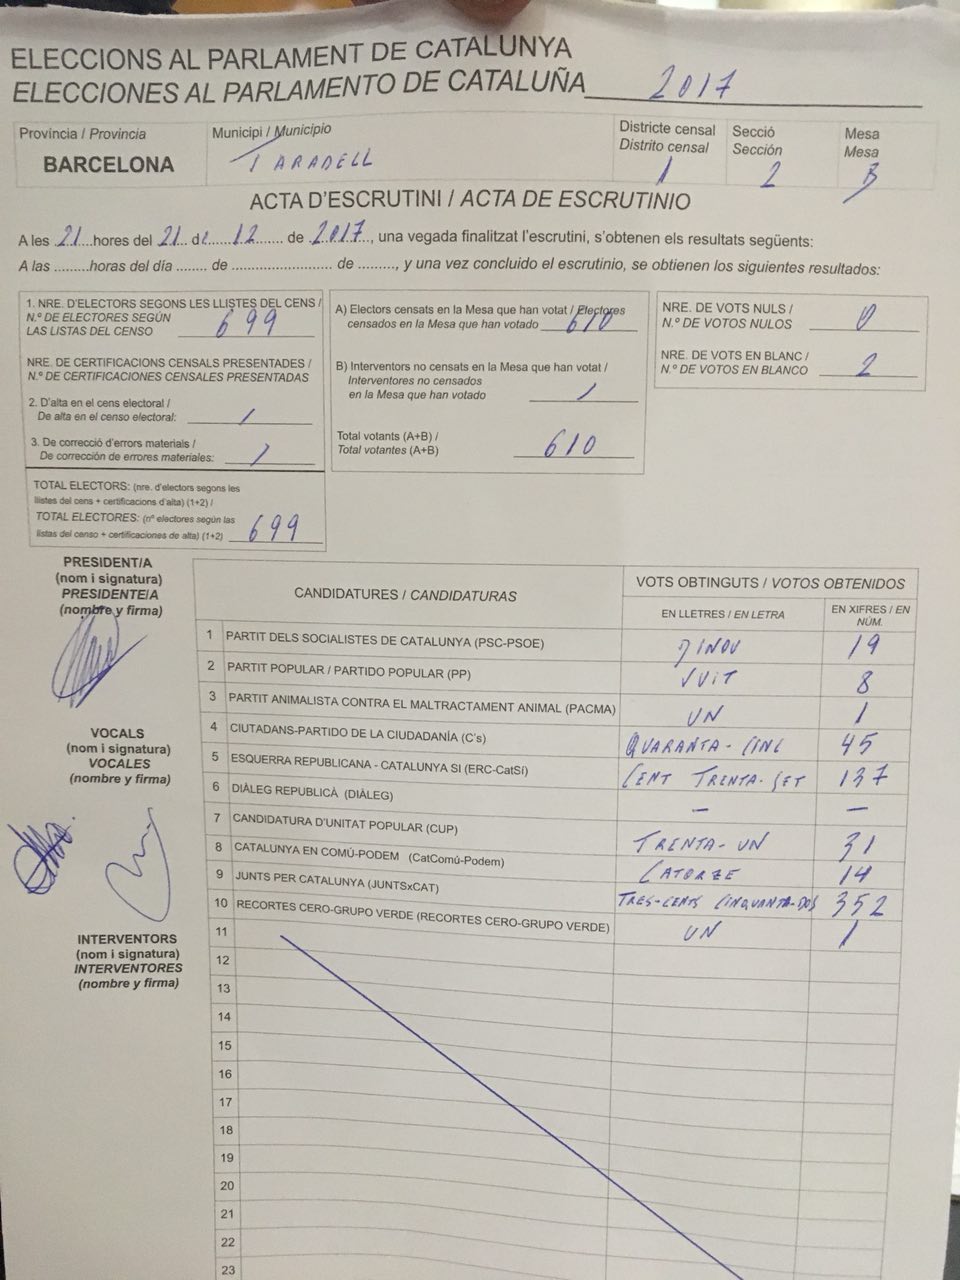 ELECCIONS AL PARLAMENT DE CATALUNYA
ELECCIONES AL PARLAMENTO DE CATALUÑA 2017
Província / Provincia
BARCELONA
Municipi / Municipio
TARADELL
Districte censal
Distrito censal
1
Secció
Sección
2
Mesa
Mesa
B
ACTA D'ESCRUTINI / ACTA DE ESCRUTINIO
A les 21 hores del 21 de 12 de 2017, una vegada finalitzat l'escrutini, s'obtenen els resultats següents:
A las .........horas del día ........ de ........................ de ........., y una vez concluido el escrutinio, se obtienen los siguientes resultados:
1. NRE. D'ELECTORS SEGONS LES LLISTES DEL CENS /
N.º DE ELECTORES SEGÚN
LAS LISTAS DEL CENSO 699
NRE. DE CERTIFICACIONS CENSALS PRESENTADES /
N.º DE CERTIFICACIONES CENSALES PRESENTADAS
2. D'alta en el cens electoral /
De alta en el censo electoral: /
3. De correcció d'errors materials /
De corrección de errores materiales: /
TOTAL ELECTORS: (nre. d'electors segons les
llistes del cens + certificacions d'alta) (1+2) /
TOTAL ELECTORES: (nº electores según las
listas del censo + certificaciones de alta) (1+2) 699
A) Electors censats en la Mesa que han votat / Electores
censados en la Mesa que han votado 610
B) Interventors no censats en la Mesa que han votat /
Interventores no censados
en la Mesa que han votado /
Total votants (A+B) /
Total votantes (A+B) 610
NRE. DE VOTS NULS /
N.º DE VOTOS NULOS 0
NRE. DE VOTS EN BLANC /
N.º DE VOTOS EN BLANCO 2
PRESIDENT/A
(nom i signatura)
PRESIDENTE/A
(nombre y firma)
VOCALS
(nom i signatura)
VOCALES
(nombre y firma)
INTERVENTORS
(nom i signatura)
INTERVENTORES
(nombre y firma)
CANDIDATURES / CANDIDATURAS
VOTS OBTINGUTS / VOTOS OBTENIDOS
EN LLETRES / EN LETRA
EN XIFRES / EN NÚM.
1 PARTIT DELS SOCIALISTES DE CATALUNYA (PSC-PSOE) DINOU 19
2 PARTIT POPULAR / PARTIDO POPULAR (PP) VUIT 8
3 PARTIT ANIMALISTA CONTRA EL MALTRACTAMENT ANIMAL (PACMA) UN 1
4 CIUTADANS-PARTIDO DE LA CIUDADANÍA (C's) QUARANTA-CINC 45
5 ESQUERRA REPUBLICANA - CATALUNYA SI (ERC-CatSí) CENT TRENTA-SET 137
6 DIÀLEG REPUBLICÀ (DIÀLEG) — —
7 CANDIDATURA D'UNITAT POPULAR (CUP) TRENTA-UN 31
8 CATALUNYA EN COMÚ-PODEM (CatComú-Podem) CATORZE 14
9 JUNTS PER CATALUNYA (JUNTSxCAT) TRES-CENTS CINQUANTA-DOS 352
10 RECORTES CERO-GRUPO VERDE (RECORTES CERO-GRUPO VERDE) UN 1
11
12
13
14
15
16
17
18
19
20
21
22
23